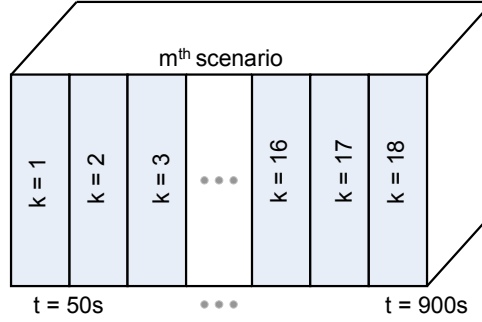 mᵗʰ scenario
k = 1
k = 2
k = 3
...
k = 16
k = 17
k = 18
t = 50s
...
t = 900s